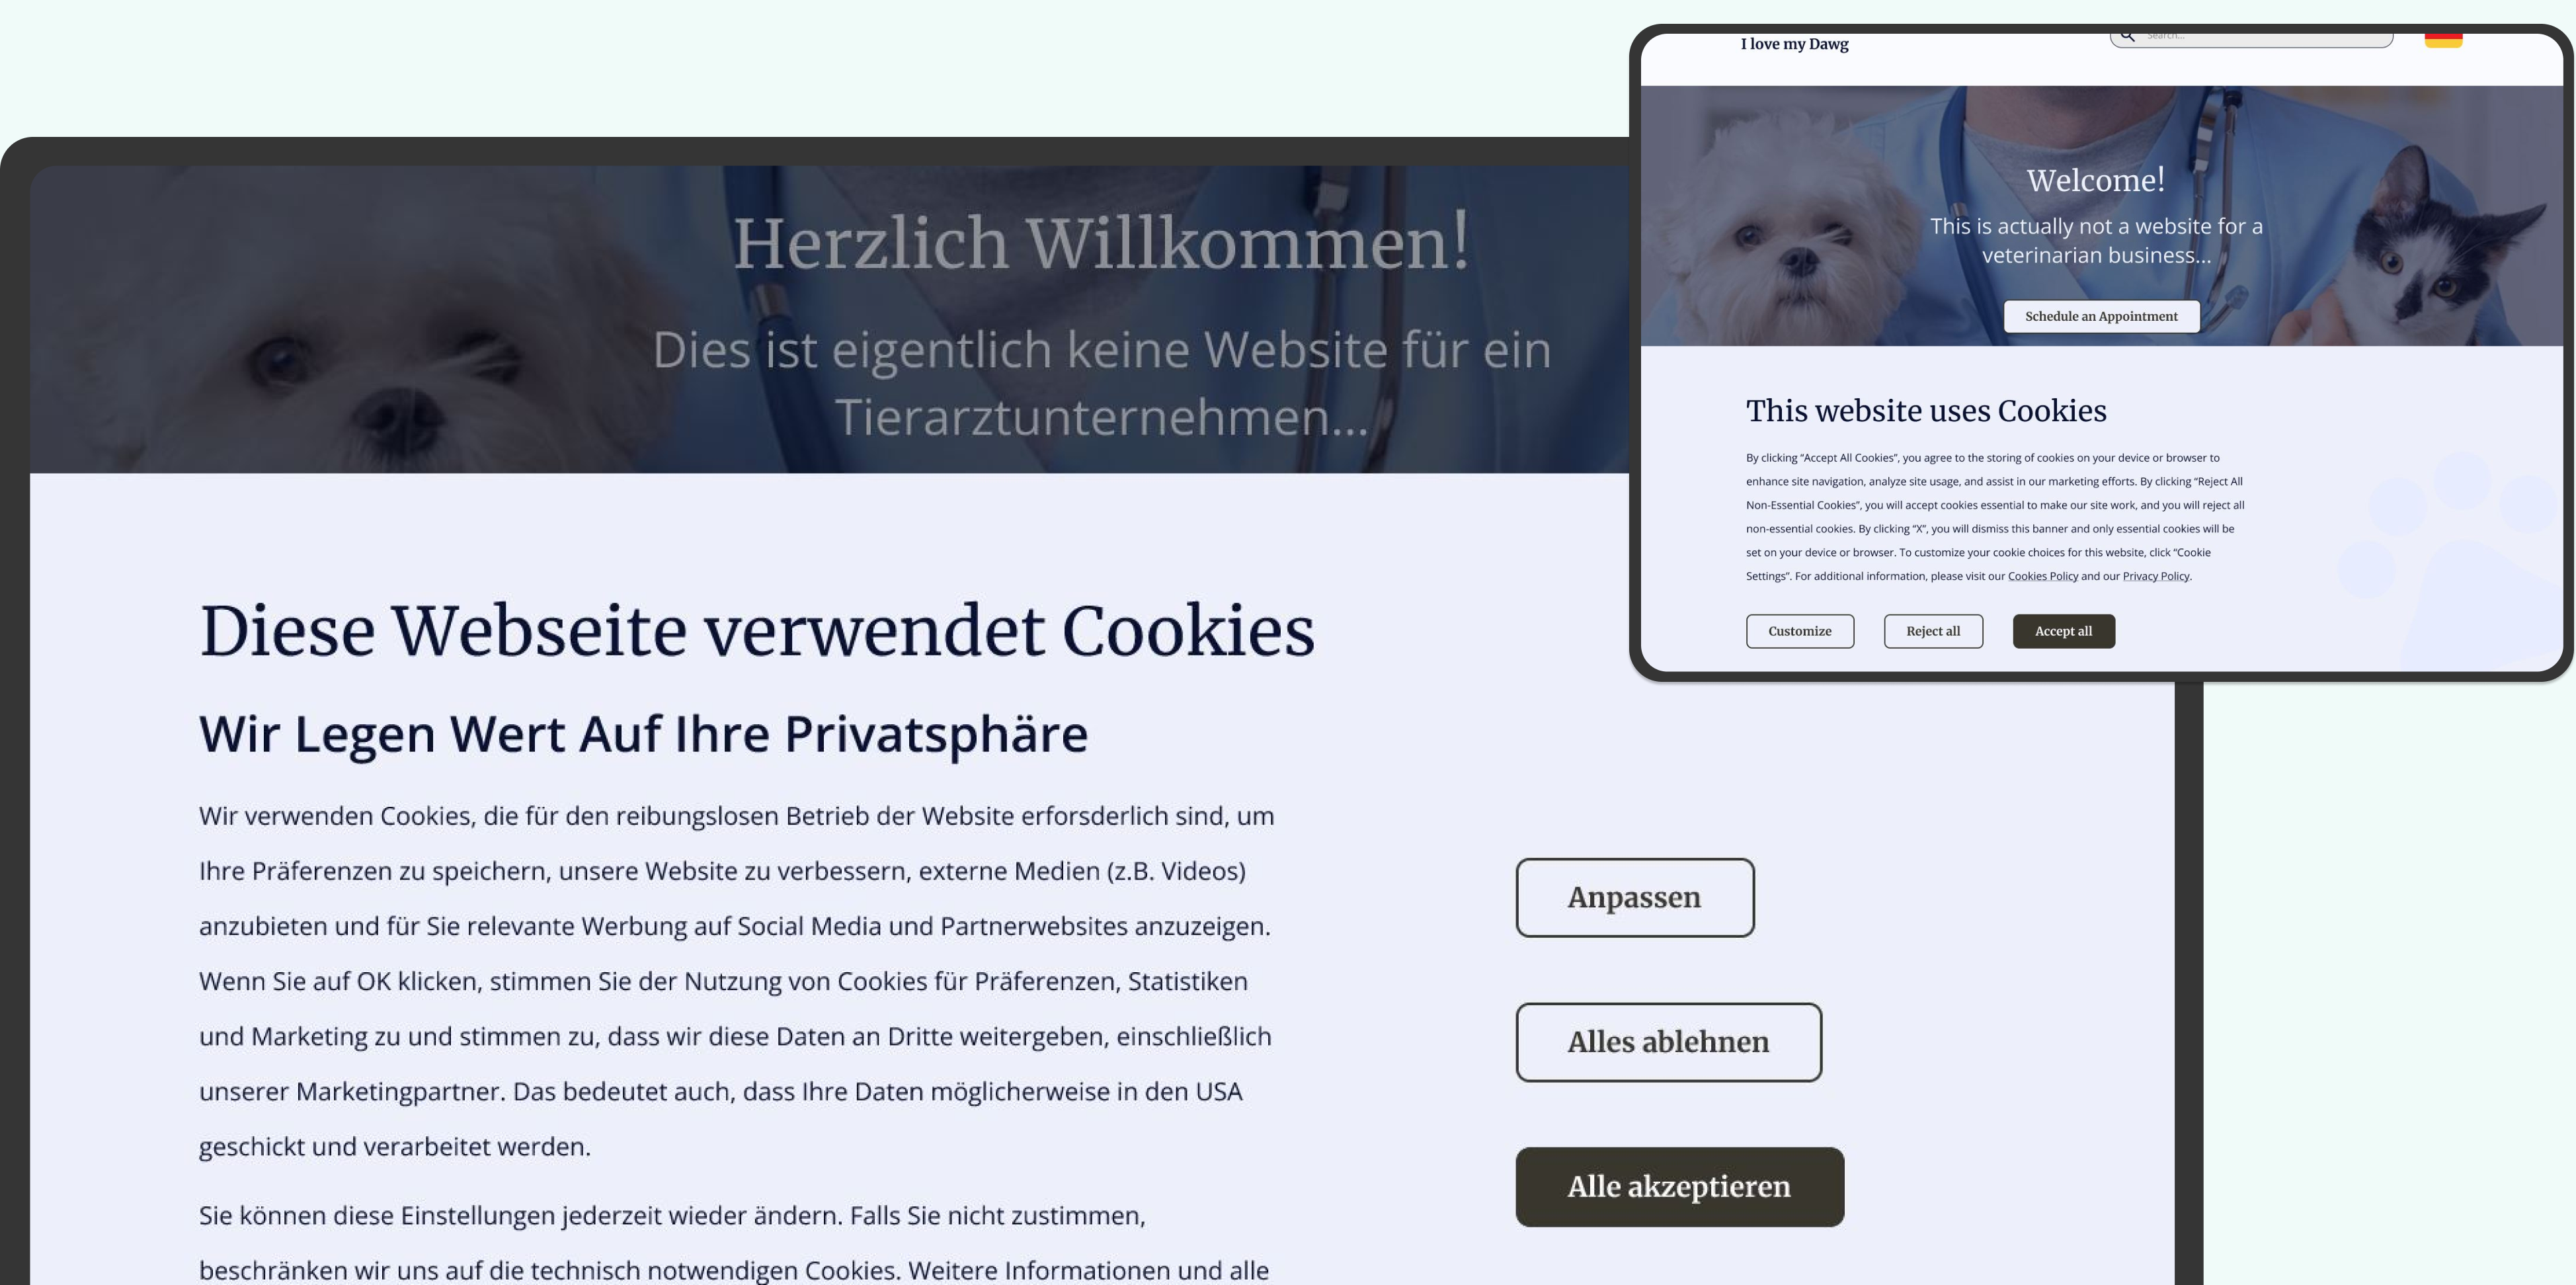 Herzlich Willkommen!
Dies ist eigentlich keine Website für ein
Tierarztunternehmen...
Diese Webseite verwendet Cookies
Wir Legen Wert Auf Ihre Privatsphäre
Wir verwenden Cookies, die für den reibungslosen Betrieb der Website erforsderlich sind, um
Ihre Präferenzen zu speichern, unsere Website zu verbessern, externe Medien (z.B. Videos)
anzubieten und für Sie relevante Werbung auf Social Media und Partnerwebsites anzuzeigen.
Wenn Sie auf OK klicken, stimmen Sie der Nutzung von Cookies für Präferenzen, Statistiken
und Marketing zu und stimmen zu, dass wir diese Daten an Dritte weitergeben, einschließlich
unserer Marketingpartner. Das bedeutet auch, dass Ihre Daten möglicherweise in den USA
geschickt und verarbeitet werden.
Sie können diese Einstellungen jederzeit wieder ändern. Falls Sie nicht zustimmen,
beschränken wir uns auf die technisch notwendigen Cookies. Weitere Informationen und alle
Anpassen
Alles ablehnen
Alle akzeptieren
I love my Dawg
Search...
Welcome!
This is actually not a website for a
veterinarian business...
Schedule an Appointment
This website uses Cookies
By clicking “Accept All Cookies”, you agree to the storing of cookies on your device or browser to
enhance site navigation, analyze site usage, and assist in our marketing efforts. By clicking “Reject All
Non-Essential Cookies”, you will accept cookies essential to make our site work, and you will reject all
non-essential cookies. By clicking “X”, you will dismiss this banner and only essential cookies will be
set on your device or browser. To customize your cookie choices for this website, click “Cookie
Settings”. For additional information, please visit our Cookies Policy and our Privacy Policy.
Customize
Reject all
Accept all